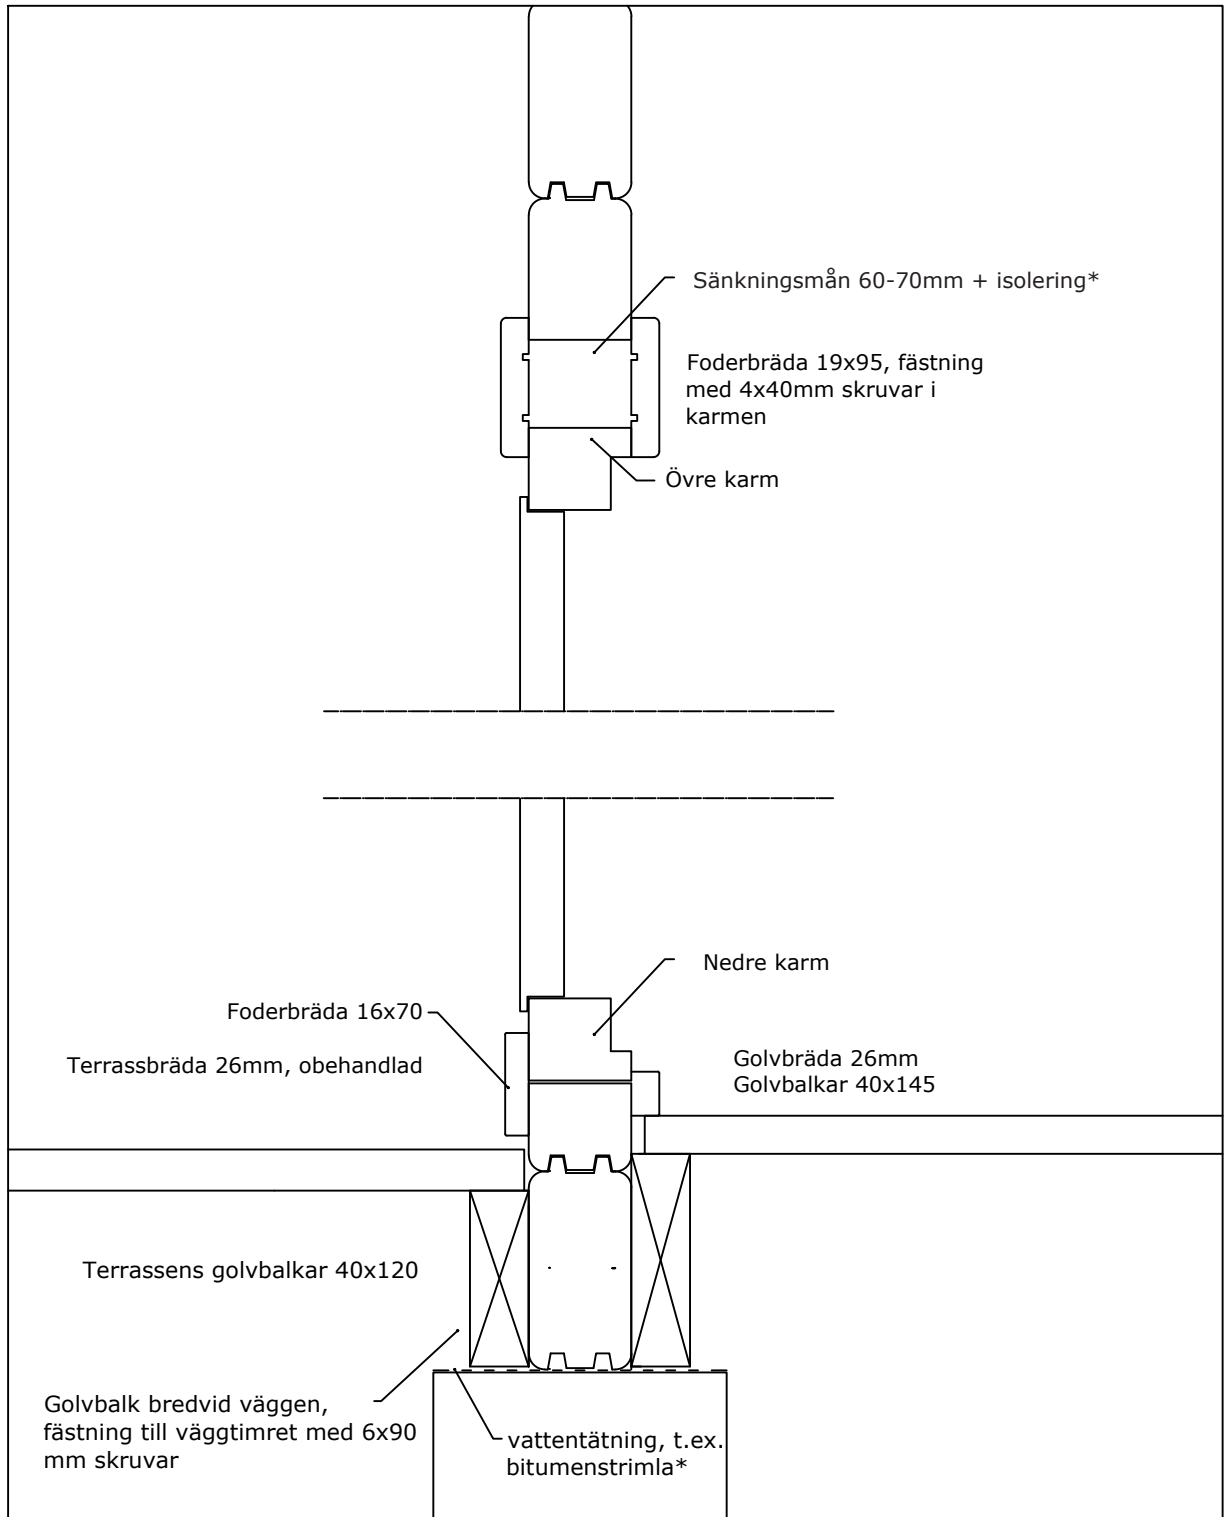 Sänkningsmån 60-70mm + isolering*
Foderbräda 19x95, fästning
med 4x40mm skruvar i
karmen
Övre karm
Nedre karm
Foderbräda 16x70
Terrassbräda 26mm, obehandlad
Golvbräda 26mm
Golvbalkar 40x145
Terrassens golvbalkar 40x120
Golvbalk bredvid väggen,
fästning till väggtimret med 6x90
mm skruvar
vattentätning, t.ex.
bitumenstrimla*